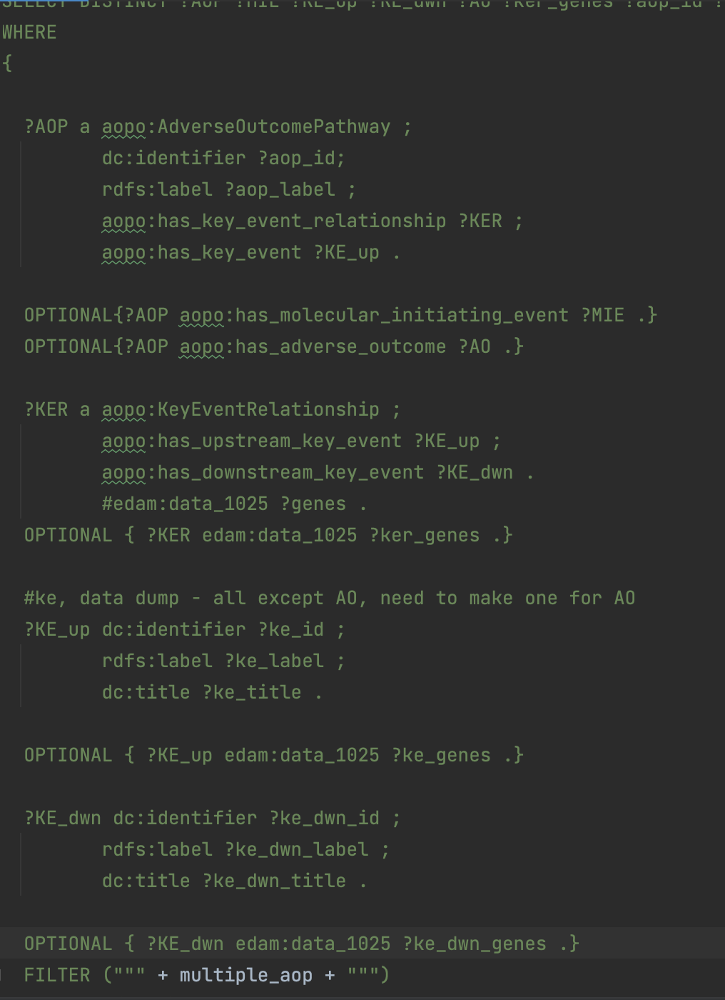 SELECT DISTINCT ?AOP ?MIE ?KE_up ?KE_dwn ?AO ?ker_genes ?aop_id
WHERE
{
?AOP a aopo:AdverseOutcomePathway ;
dc:identifier ?aop_id;
rdfs:label ?aop_label ;
aopo:has_key_event_relationship ?KER ;
aopo:has_key_event ?KE_up .
OPTIONAL{?AOP aopo:has_molecular_initiating_event ?MIE .}
OPTIONAL{?AOP aopo:has_adverse_outcome ?AO .}
?KER a aopo:KeyEventRelationship ;
aopo:has_upstream_key_event ?KE_up ;
aopo:has_downstream_key_event ?KE_dwn .
#edam:data_1025 ?genes .
OPTIONAL { ?KER edam:data_1025 ?ker_genes .}
#ke, data dump - all except AO, need to make one for AO
?KE_up dc:identifier ?ke_id ;
rdfs:label ?ke_label ;
dc:title ?ke_title .
OPTIONAL { ?KE_up edam:data_1025 ?ke_genes .}
?KE_dwn dc:identifier ?ke_dwn_id ;
rdfs:label ?ke_dwn_label ;
dc:title ?ke_dwn_title .
OPTIONAL { ?KE_dwn edam:data_1025 ?ke_dwn_genes .}
FILTER (""" + multiple_aop + """)